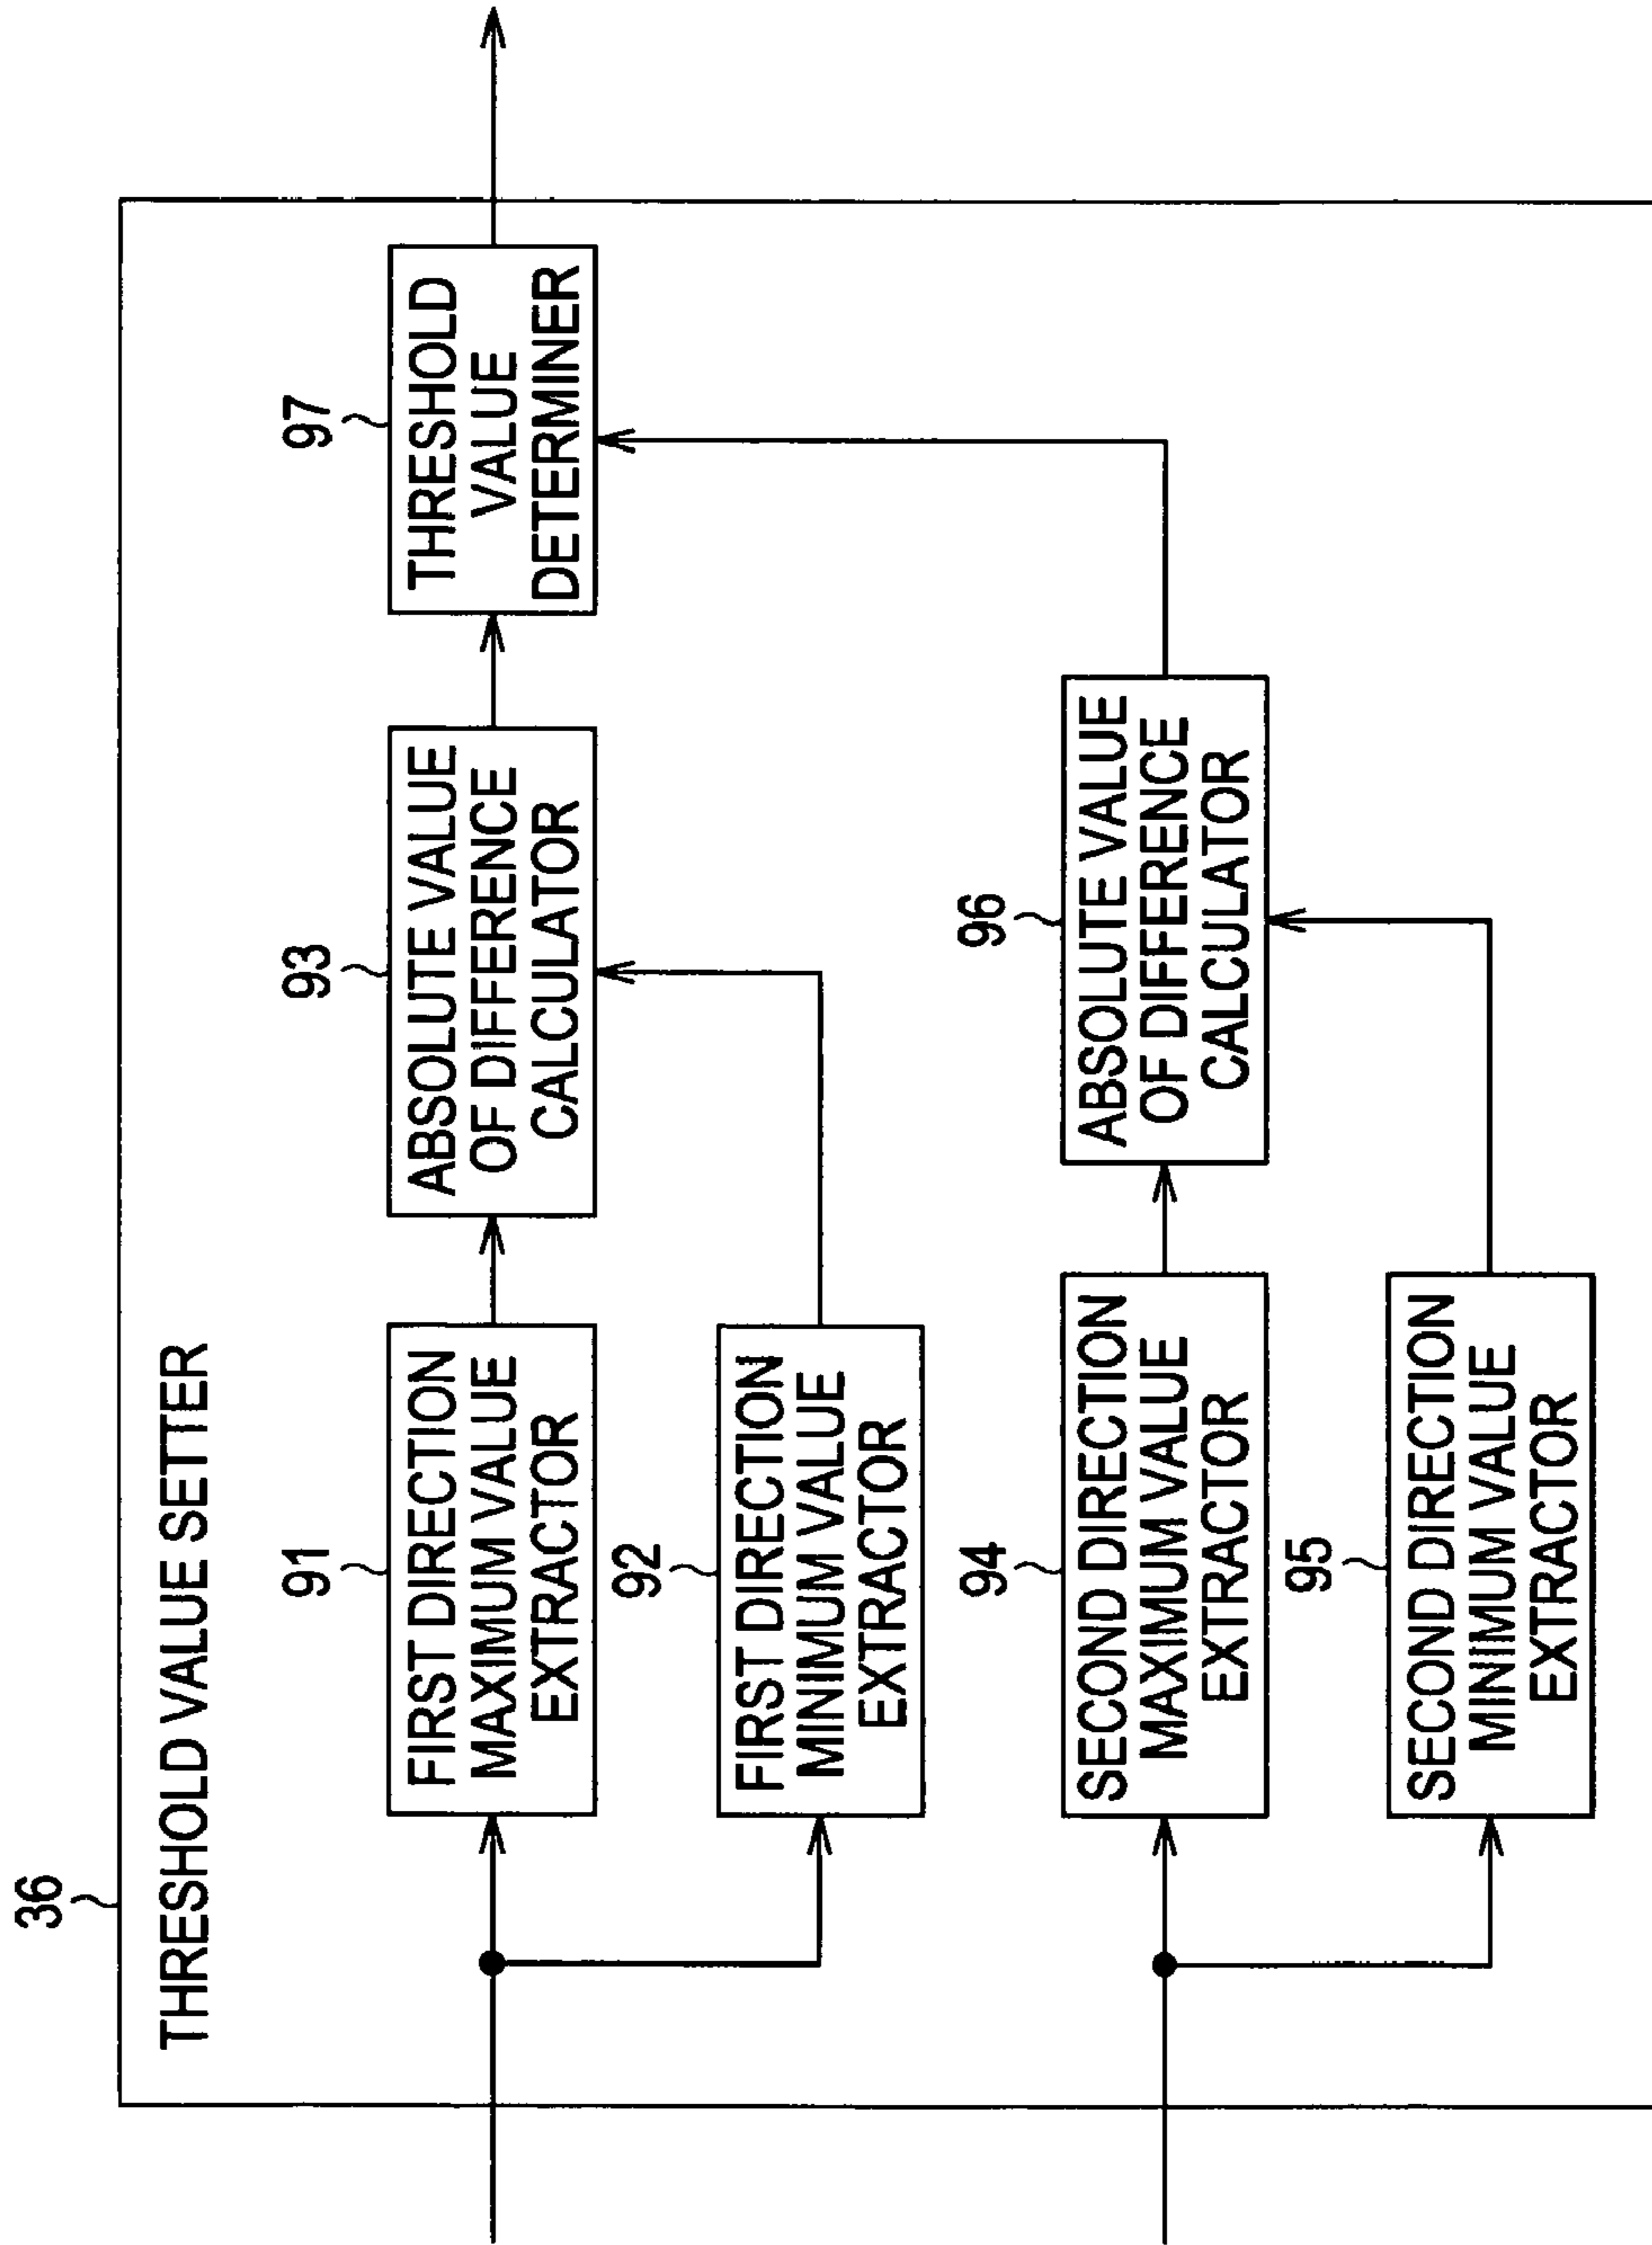 36
THRESHOLD VALUE SETTER
91
FIRST DIRECTION
MAXIMUM VALUE
EXTRACTOR
93
ABSOLUTE VALUE
OF DIFFERENCE
CALCULATOR
97
THRESHOLD
VALUE
DETERMINER
92
FIRST DIRECTION
MINIMUM VALUE
EXTRACTOR
94
SECOND DIRECTION
MAXIMUM VALUE
EXTRACTOR
96
ABSOLUTE VALUE
OF DIFFERENCE
CALCULATOR
95
SECOND DIRECTION
MINIMUM VALUE
EXTRACTOR